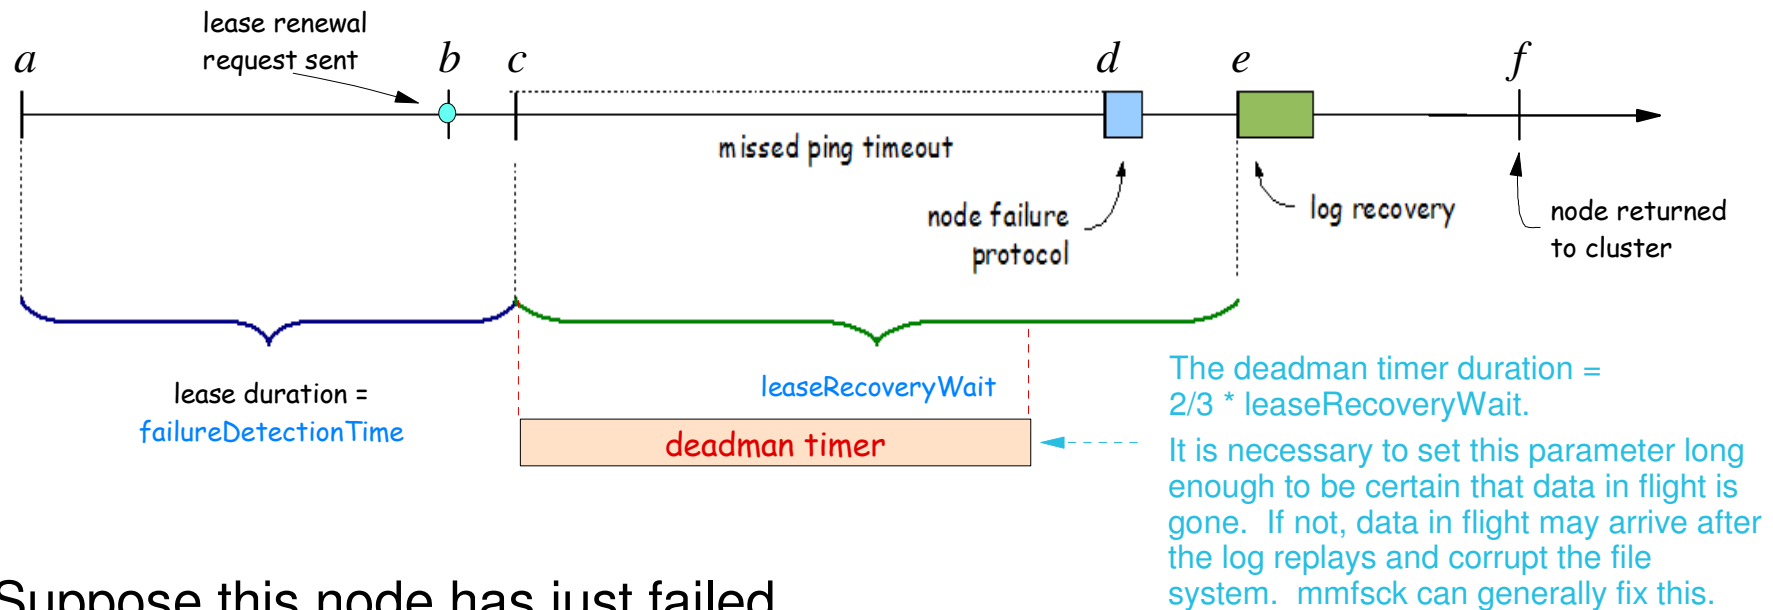 lease renewal
request sent
a
b
c
d
e
f
missed ping timeout
node failure
protocol
log recovery
node returned
to cluster
lease duration =
failureDetectionTime
leaseRecoveryWait
deadman timer
The deadman timer duration =
2/3 * leaseRecoveryWait.
It is necessary to set this parameter long
enough to be certain that data in flight is
gone. If not, data in flight may arrive after
the log replays and corrupt the file
system. mmfsck can generally fix this.
Suppose this node has just failed